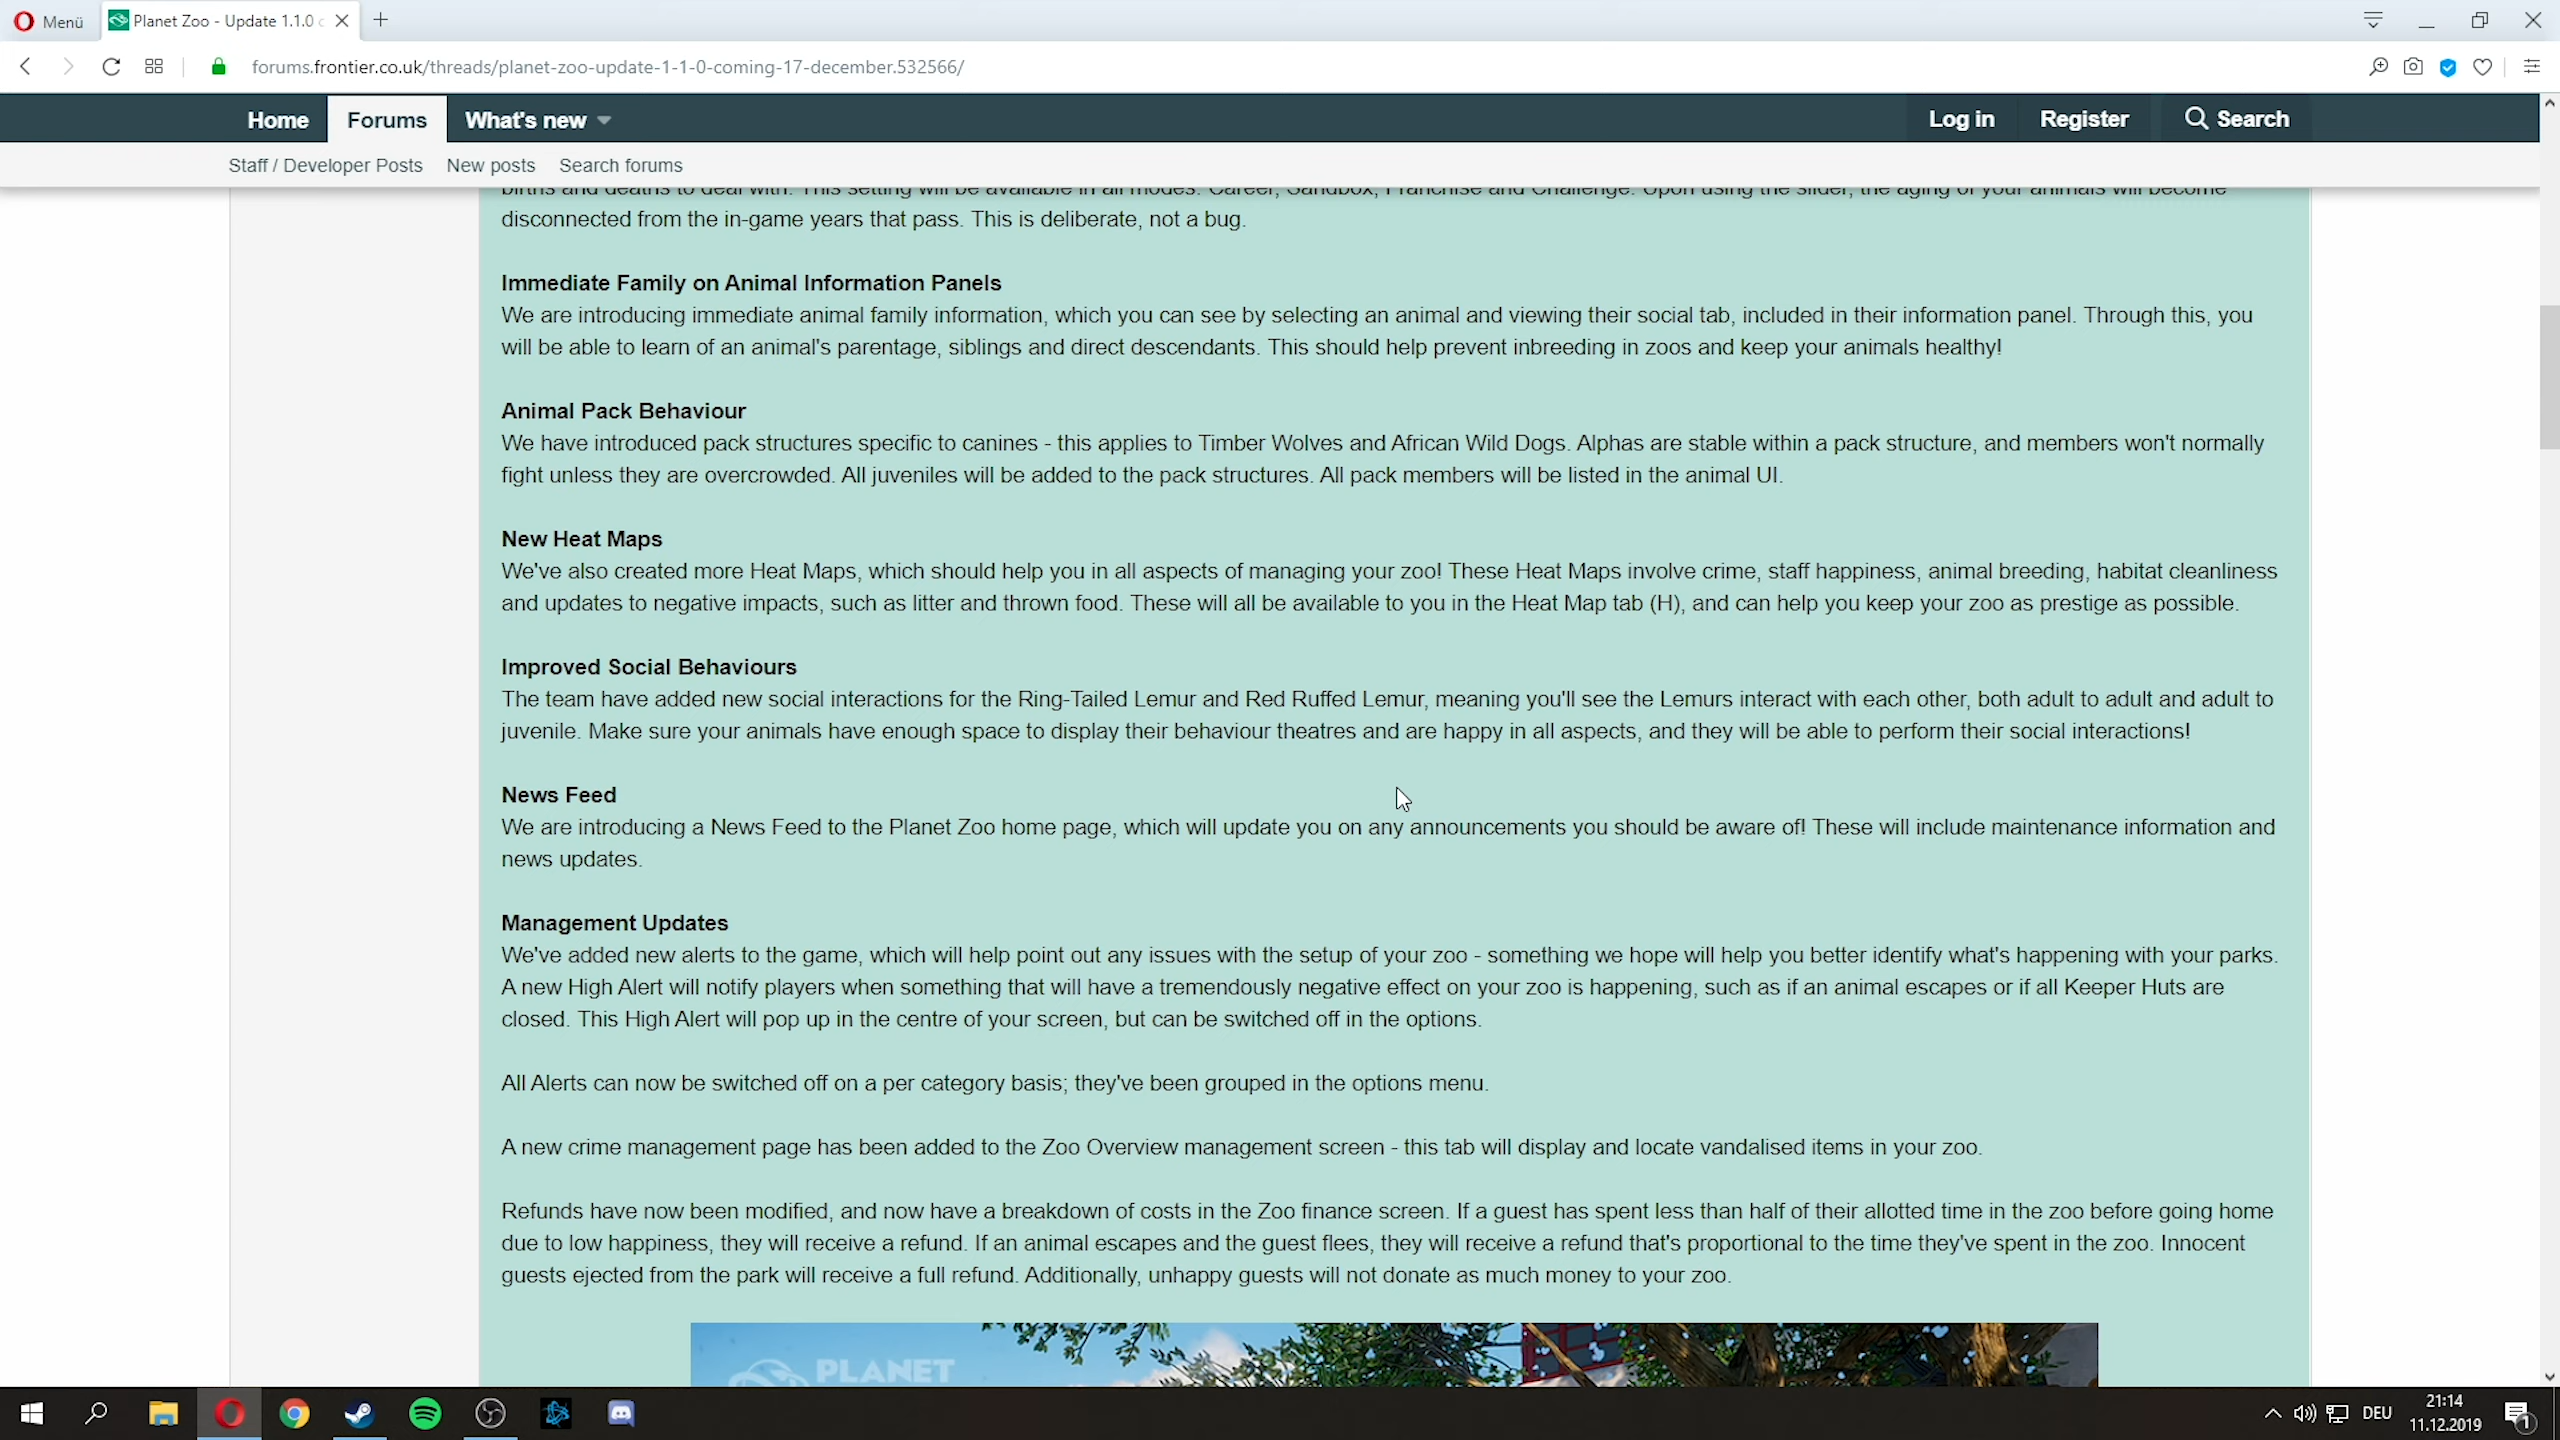 Menü
Planet Zoo - Update 1.1.0
forums.frontier.co.uk/threads/planet-zoo-update-1-1-0-coming-17-december.532566/
Home
Forums
What's new
Log in
Register
Search
Staff / Developer Posts
New posts
Search forums
births and deaths to deal with. This setting will be available in all modes: Career, Sandbox, Franchise and Challenge. Upon using the slider, the aging of your animals will become
disconnected from the in-game years that pass. This is deliberate, not a bug.
Immediate Family on Animal Information Panels
We are introducing immediate animal family information, which you can see by selecting an animal and viewing their social tab, included in their information panel. Through this, you
will be able to learn of an animal's parentage, siblings and direct descendants. This should help prevent inbreeding in zoos and keep your animals healthy!
Animal Pack Behaviour
We have introduced pack structures specific to canines - this applies to Timber Wolves and African Wild Dogs. Alphas are stable within a pack structure, and members won't normally
fight unless they are overcrowded. All juveniles will be added to the pack structures. All pack members will be listed in the animal UI.
New Heat Maps
We've also created more Heat Maps, which should help you in all aspects of managing your zoo! These Heat Maps involve crime, staff happiness, animal breeding, habitat cleanliness
and updates to negative impacts, such as litter and thrown food. These will all be available to you in the Heat Map tab (H), and can help you keep your zoo as prestige as possible.
Improved Social Behaviours
The team have added new social interactions for the Ring-Tailed Lemur and Red Ruffed Lemur, meaning you'll see the Lemurs interact with each other, both adult to adult and adult to
juvenile. Make sure your animals have enough space to display their behaviour theatres and are happy in all aspects, and they will be able to perform their social interactions!
News Feed
We are introducing a News Feed to the Planet Zoo home page, which will update you on any announcements you should be aware of! These will include maintenance information and
news updates.
Management Updates
We've added new alerts to the game, which will help point out any issues with the setup of your zoo - something we hope will help you better identify what's happening with your parks.
A new High Alert will notify players when something that will have a tremendously negative effect on your zoo is happening, such as if an animal escapes or if all Keeper Huts are
closed. This High Alert will pop up in the centre of your screen, but can be switched off in the options.
All Alerts can now be switched off on a per category basis; they've been grouped in the options menu.
A new crime management page has been added to the Zoo Overview management screen - this tab will display and locate vandalised items in your zoo.
Refunds have now been modified, and now have a breakdown of costs in the Zoo finance screen. If a guest has spent less than half of their allotted time in the zoo before going home
due to low happiness, they will receive a refund. If an animal escapes and the guest flees, they will receive a refund that's proportional to the time they've spent in the zoo. Innocent
guests ejected from the park will receive a full refund. Additionally, unhappy guests will not donate as much money to your zoo.
PLANET
DEU
21:14
11.12.2019
1